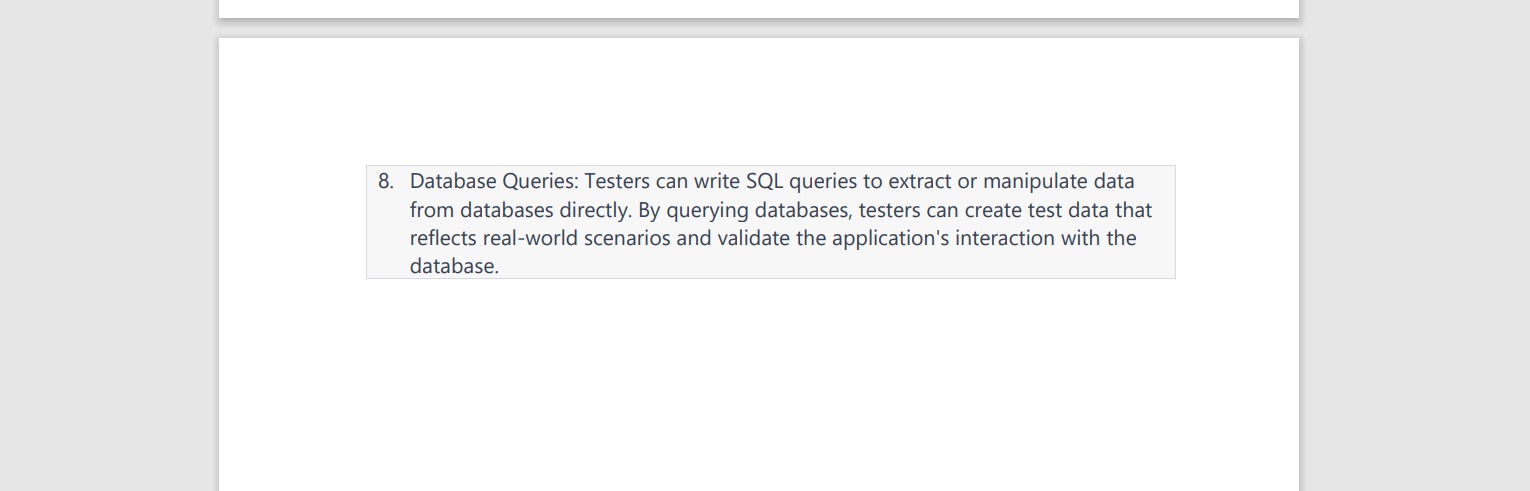 8. Database Queries: Testers can write SQL queries to extract or manipulate data
from databases directly. By querying databases, testers can create test data that
reflects real-world scenarios and validate the application's interaction with the
database.